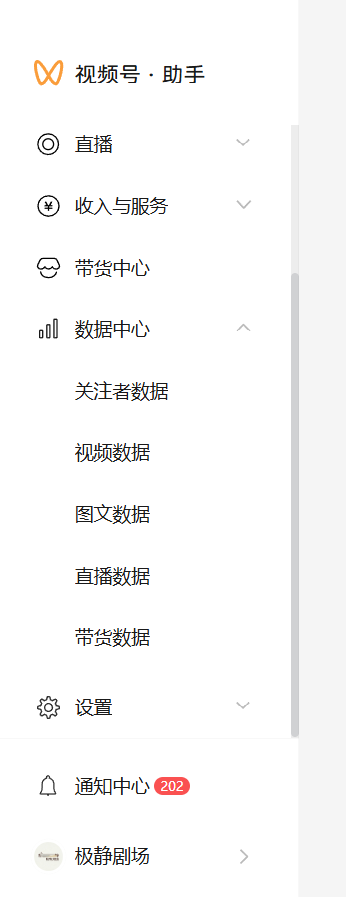 视频号 · 助手
直播
收入与服务
带货中心
数据中心
关注者数据
视频数据
图文数据
直播数据
带货数据
设置
通知中心 202
极静剧场